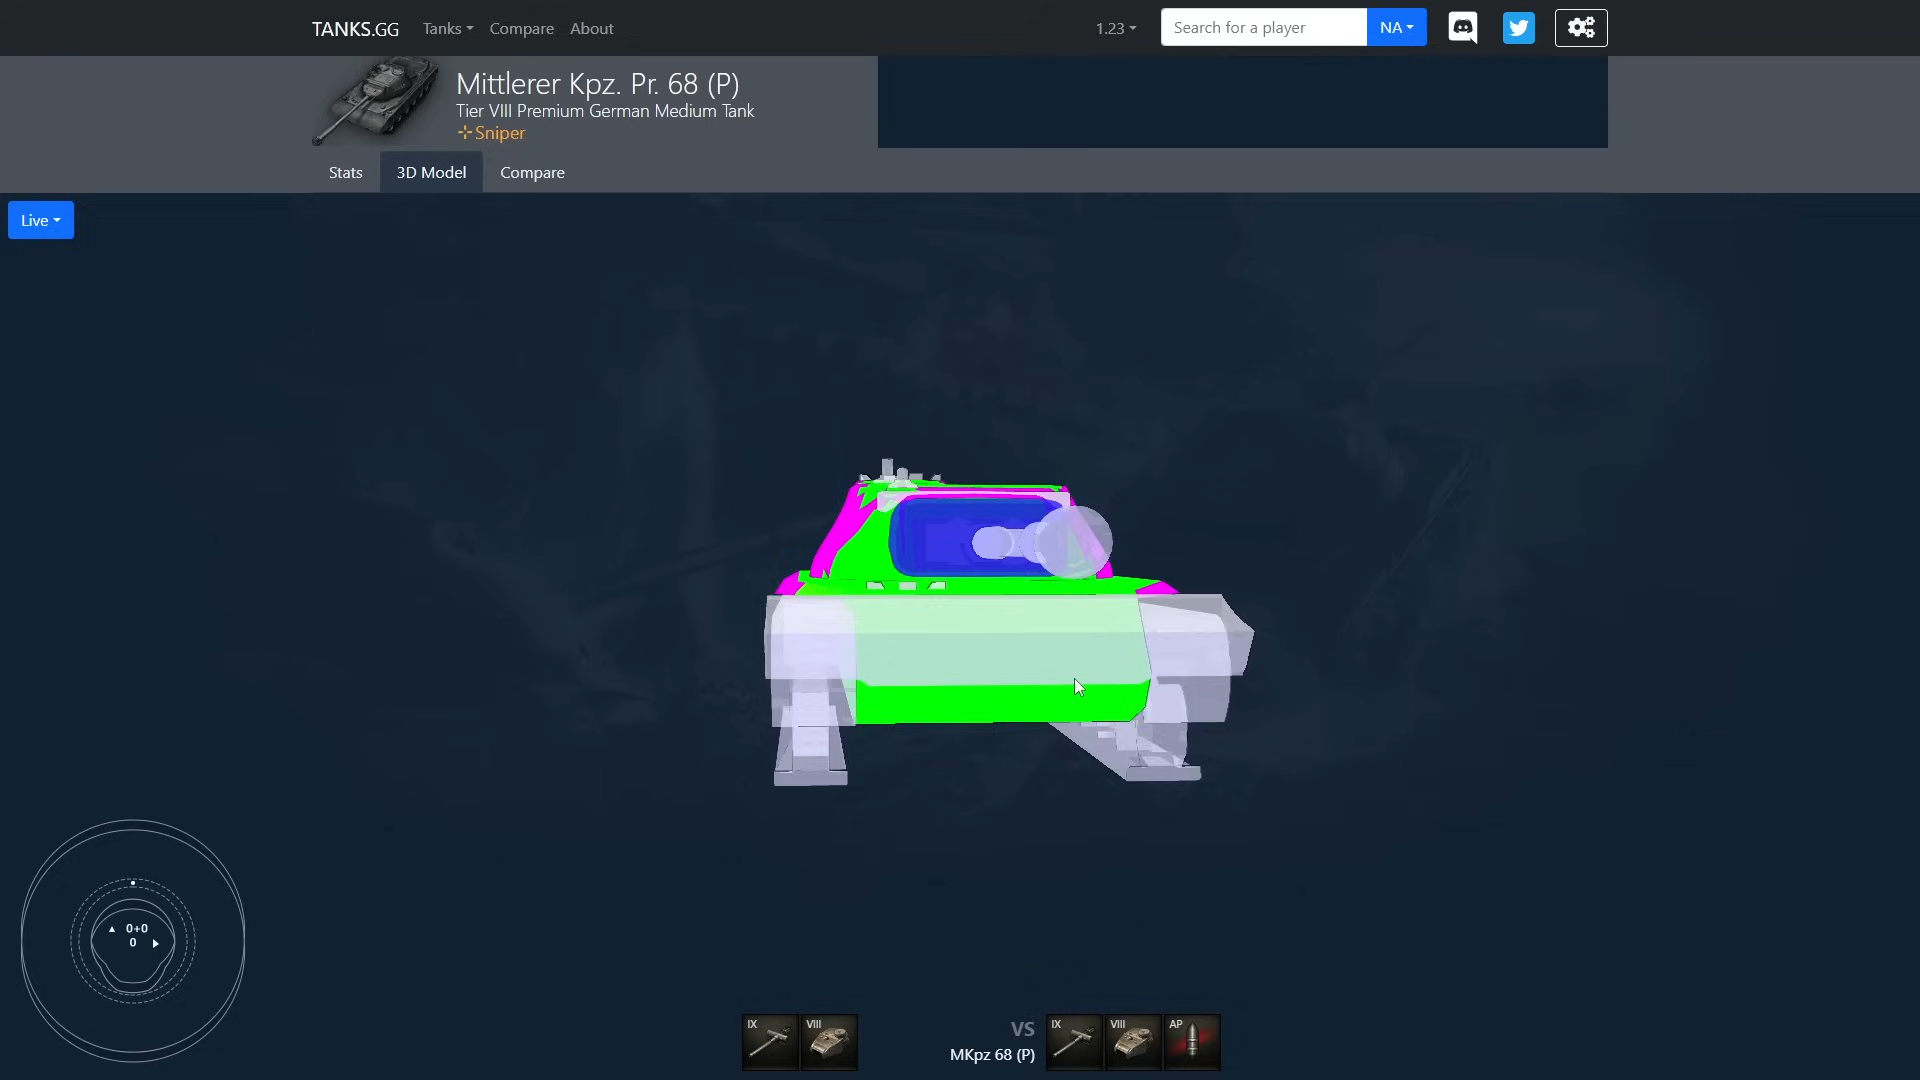 TANKS.GG Tanks Compare About 1.23 Search for a player NA
Mittlerer Kpz. Pr. 68 (P)
Tier VIII Premium German Medium Tank
Sniper
Stats 3D Model Compare
Live
0+0
0
IX VIII VS IX VIII AP
MKpz 68 (P)